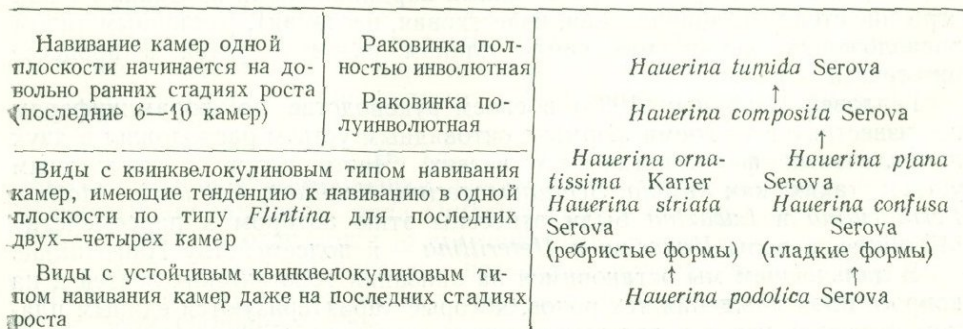 Навивание камер одной
плоскости начинается на до-
вольно ранних стадиях роста
(последние 6—10 камер)
Раковинка пол-
ностью инволютная
Раковинка по-
луинволютная
Hauerina tumida Serova
↑
Hauerina composita Serova
↑
Виды с квинквелокулиновым типом навивания
камер, имеющие тенденцию к навиванию в одной
плоскости по типу Flintina для последних
двух—четырех камер
Hauerina orna-
tissima Karrer
Hauerina striata
Serova
(ребристые формы)
↑
Hauerina plana
Serova
Hauerina confusa
Serova
(гладкие формы)
↑
Виды с устойчивым квинквелокулиновым ти-
пом навивания камер даже на последних стадиях
роста
Hauerina podolica Serova